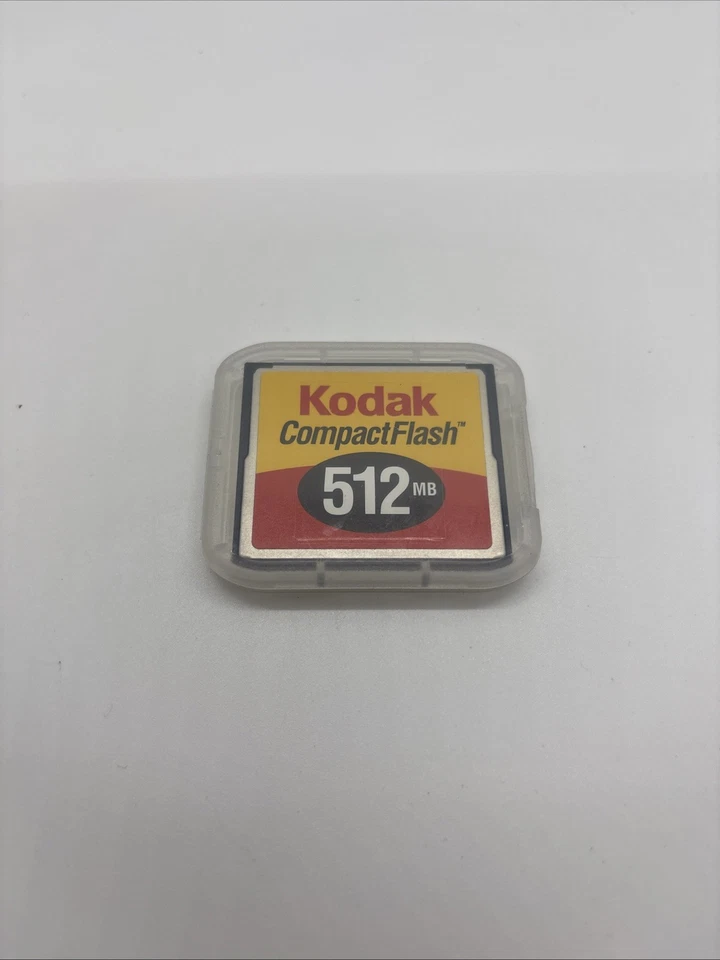 Kodak
CompactFlash™
512 MB